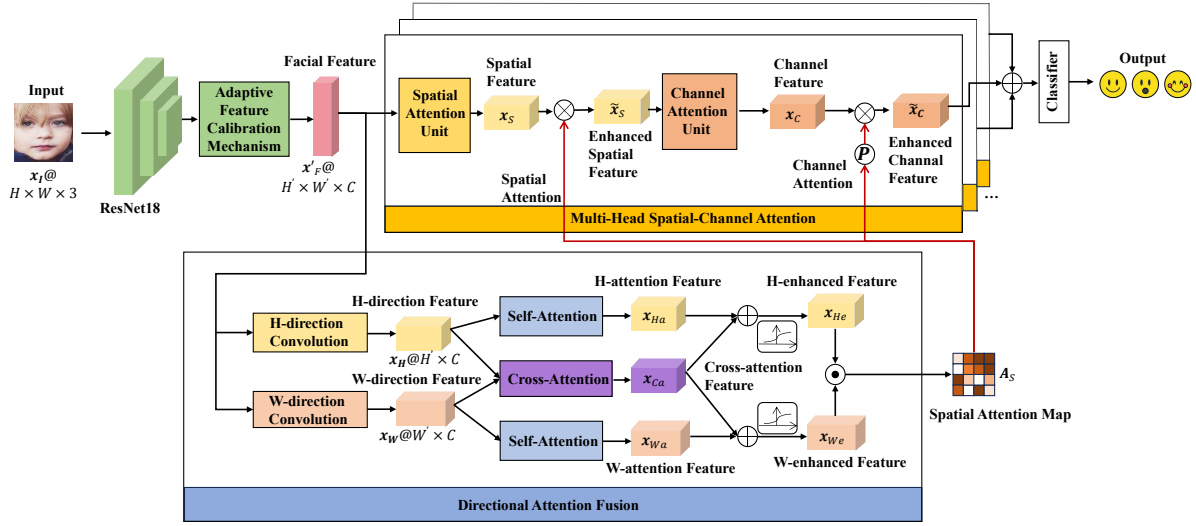 Input
x_I@
H × W × 3
ResNet18
Adaptive
Feature
Calibration
Mechanism
Facial Feature
x'_F@
H' × W' × C
Spatial
Attention
Unit
Spatial
Feature
x_S
x̃_S
Enhanced
Spatial
Feature
Channel
Attention
Unit
Channel
Feature
x_C
x̃_C
Enhanced
Channal
Feature
P
Spatial
Attention
Channel
Attention
Multi-Head Spatial-Channel Attention
...
Classifier
Output
H-direction
Convolution
H-direction Feature
x_H@H' × C
W-direction
Convolution
W-direction Feature
x_W@W' × C
Self-Attention
Cross-Attention
Self-Attention
H-attention Feature
x_Ha
x_Ca
Cross-attention
Feature
x_Wa
W-attention Feature
H-enhanced Feature
x_He
x_We
W-enhanced Feature
A_S
Spatial Attention Map
Directional Attention Fusion